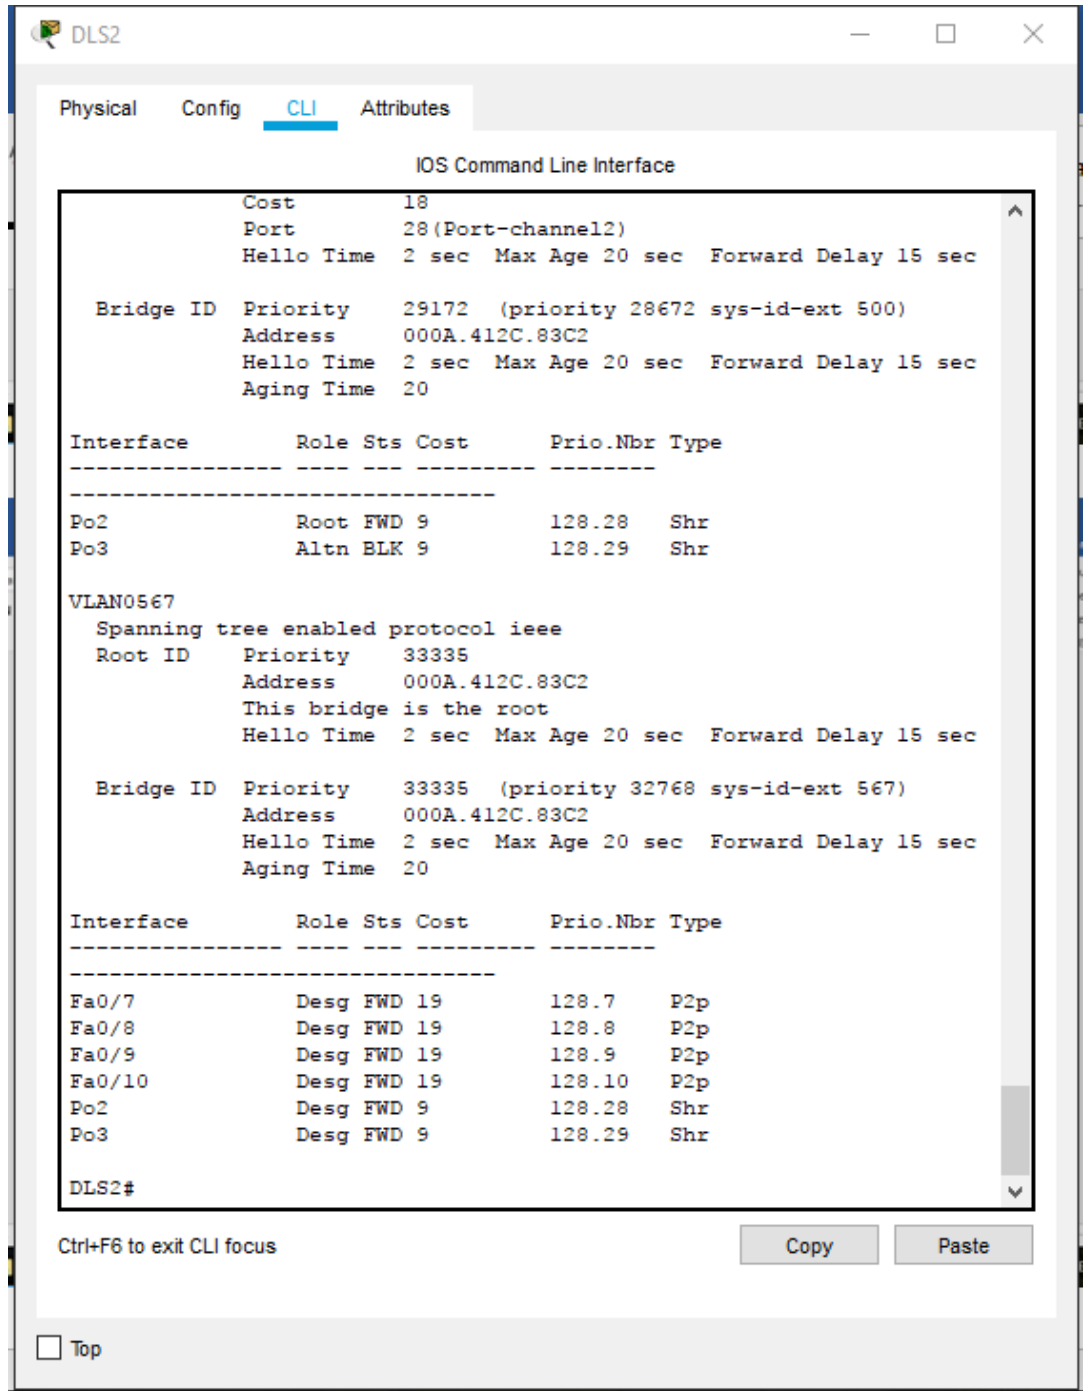 DLS2
Physical Config CLI Attributes
IOS Command Line Interface
Cost 18
Port 28(Port-channel2)
Hello Time 2 sec Max Age 20 sec Forward Delay 15 sec
Bridge ID Priority 29172 (priority 28672 sys-id-ext 500)
Address 000A.412C.83C2
Hello Time 2 sec Max Age 20 sec Forward Delay 15 sec
Aging Time 20
Interface Role Sts Cost Prio.Nbr Type
---------------- ---- --- --------- --------
--------------------------------
Po2 Root FWD 9 128.28 Shr
Po3 Altn BLK 9 128.29 Shr
VLAN0567
Spanning tree enabled protocol ieee
Root ID Priority 33335
Address 000A.412C.83C2
This bridge is the root
Hello Time 2 sec Max Age 20 sec Forward Delay 15 sec
Bridge ID Priority 33335 (priority 32768 sys-id-ext 567)
Address 000A.412C.83C2
Hello Time 2 sec Max Age 20 sec Forward Delay 15 sec
Aging Time 20
Interface Role Sts Cost Prio.Nbr Type
---------------- ---- --- --------- --------
--------------------------------
Fa0/7 Desg FWD 19 128.7 P2p
Fa0/8 Desg FWD 19 128.8 P2p
Fa0/9 Desg FWD 19 128.9 P2p
Fa0/10 Desg FWD 19 128.10 P2p
Po2 Desg FWD 9 128.28 Shr
Po3 Desg FWD 9 128.29 Shr
DLS2#
Ctrl+F6 to exit CLI focus Copy Paste
Top